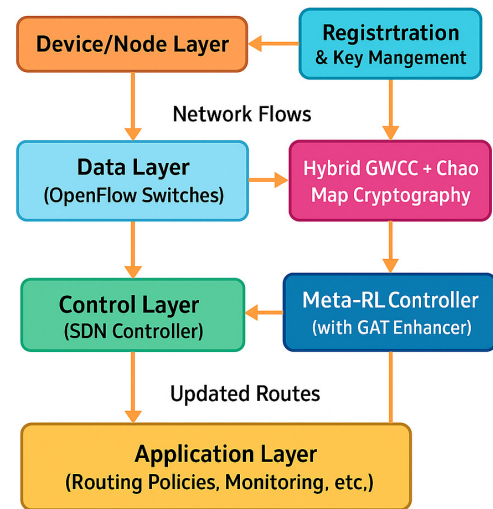 Device/Node Layer
Registrtration
& Key Mangement
Network Flows
Data Layer
(OpenFlow Switches)
Hybrid GWCC + Chao
Map Cryptography
Control Layer
(SDN Controller)
Meta-RL Controller
(with GAT Enhancer)
Updated Routes
Application Layer
(Routing Policies, Monitoring, etc,)